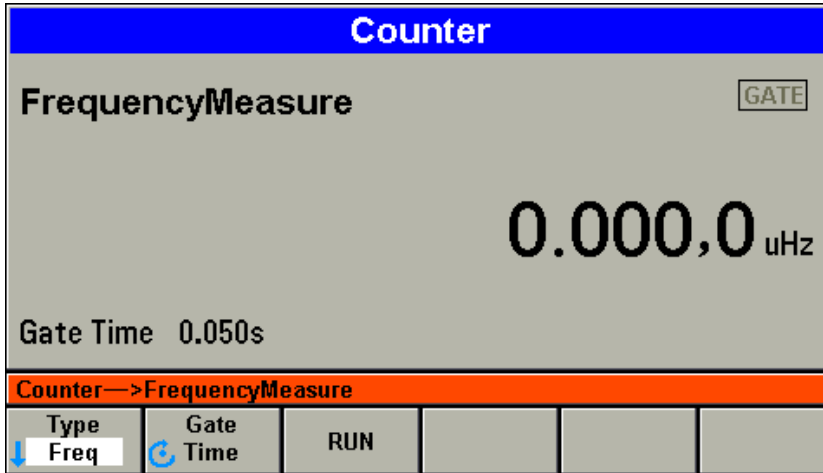 Counter
FrequencyMeasure
GATE
0.000,0 uHz
Gate Time 0.050s
Counter—>FrequencyMeasure
Type
Freq
Gate
Time
RUN